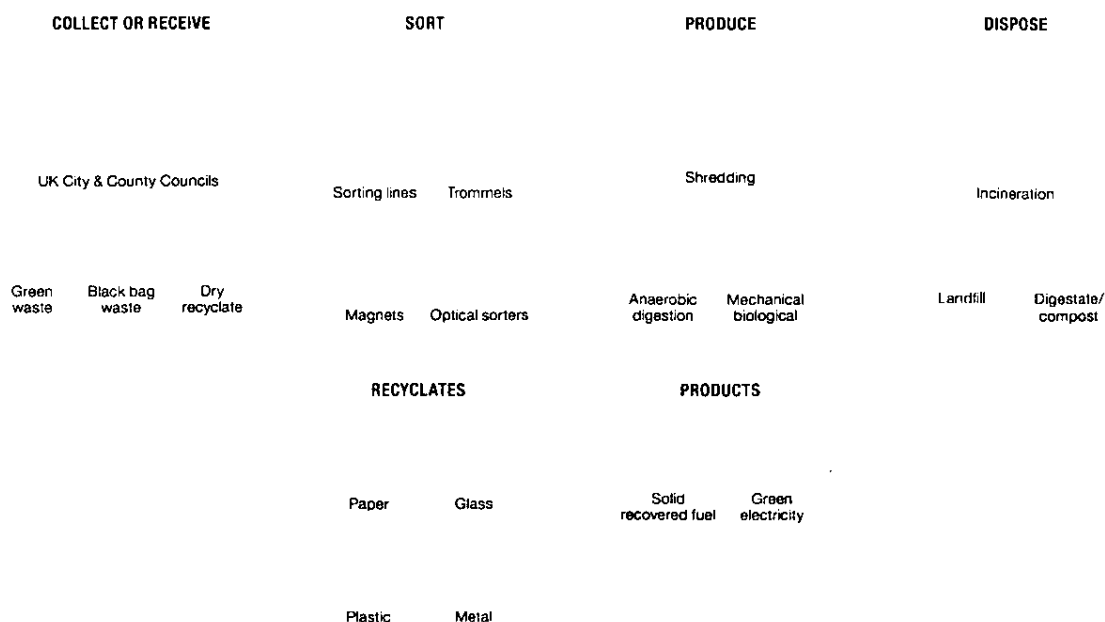 COLLECT OR RECEIVE
UK City & County Councils
Green
waste
Black bag
waste
Dry
recyclate
SORT
Sorting lines
Trommels
Magnets
Optical sorters
RECYCLATES
Paper
Glass
Plastic
Metal
PRODUCE
Shredding
Anaerobic
digestion
Mechanical
biological
PRODUCTS
Solid
recovered fuel
Green
electricity
DISPOSE
Incineration
Landfill
Digestate/
compost